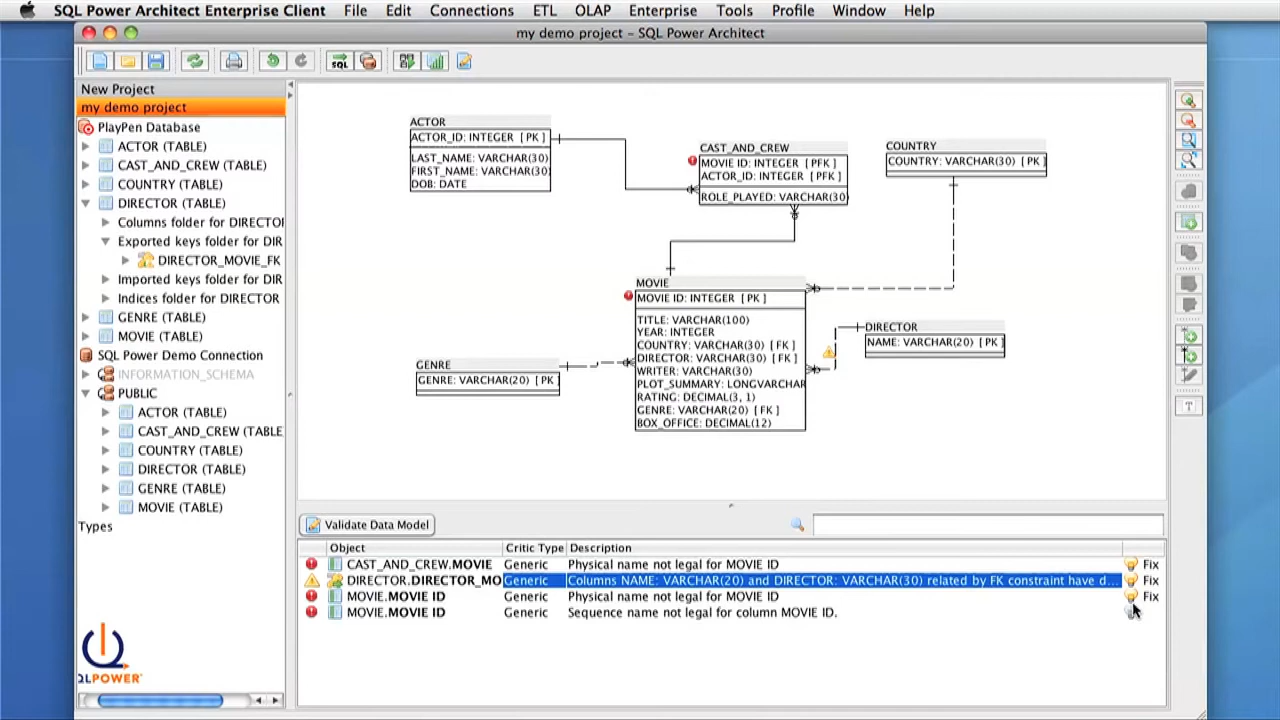 SQL Power Architect Enterprise Client File Edit Connections ETL OLAP Enterprise Tools Profile Window Help
my demo project – SQL Power Architect
SQL
New Project
my demo project
PlayPen Database
ACTOR (TABLE)
CAST_AND_CREW (TABLE)
COUNTRY (TABLE)
DIRECTOR (TABLE)
Columns folder for DIRECTOR
Exported keys folder for DIR
DIRECTOR_MOVIE_FK
Imported keys folder for DIR
Indices folder for DIRECTOR
GENRE (TABLE)
MOVIE (TABLE)
SQL Power Demo Connection
INFORMATION_SCHEMA
PUBLIC
ACTOR (TABLE)
CAST_AND_CREW (TABLE
COUNTRY (TABLE)
DIRECTOR (TABLE)
GENRE (TABLE)
MOVIE (TABLE)
Types
QLPOWER
ACTOR
ACTOR_ID: INTEGER [ PK ]
LAST_NAME: VARCHAR(30)
FIRST_NAME: VARCHAR(30)
DOB: DATE
CAST_AND_CREW
MOVIE ID: INTEGER [ PFK ]
ACTOR_ID: INTEGER [ PFK ]
ROLE_PLAYED: VARCHAR(30)
COUNTRY
COUNTRY: VARCHAR(30) [ PK ]
MOVIE
MOVIE ID: INTEGER [ PK ]
TITLE: VARCHAR(100)
YEAR: INTEGER
COUNTRY: VARCHAR(30) [ FK ]
DIRECTOR: VARCHAR(30) [ FK ]
WRITER: VARCHAR(30)
PLOT_SUMMARY: LONGVARCHAR
RATING: DECIMAL(3, 1)
GENRE: VARCHAR(20) [ FK ]
BOX_OFFICE: DECIMAL(12)
DIRECTOR
NAME: VARCHAR(20) [ PK ]
GENRE
GENRE: VARCHAR(20) [ PK ]
T
Validate Data Model
Object Critic Type Description
CAST_AND_CREW.MOVIE Generic Physical name not legal for MOVIE ID Fix
DIRECTOR.DIRECTOR_MO Generic Columns NAME: VARCHAR(20) and DIRECTOR: VARCHAR(30) related by FK constraint have d... Fix
MOVIE.MOVIE ID Generic Physical name not legal for MOVIE ID Fix
MOVIE.MOVIE ID Generic Sequence name not legal for column MOVIE ID.